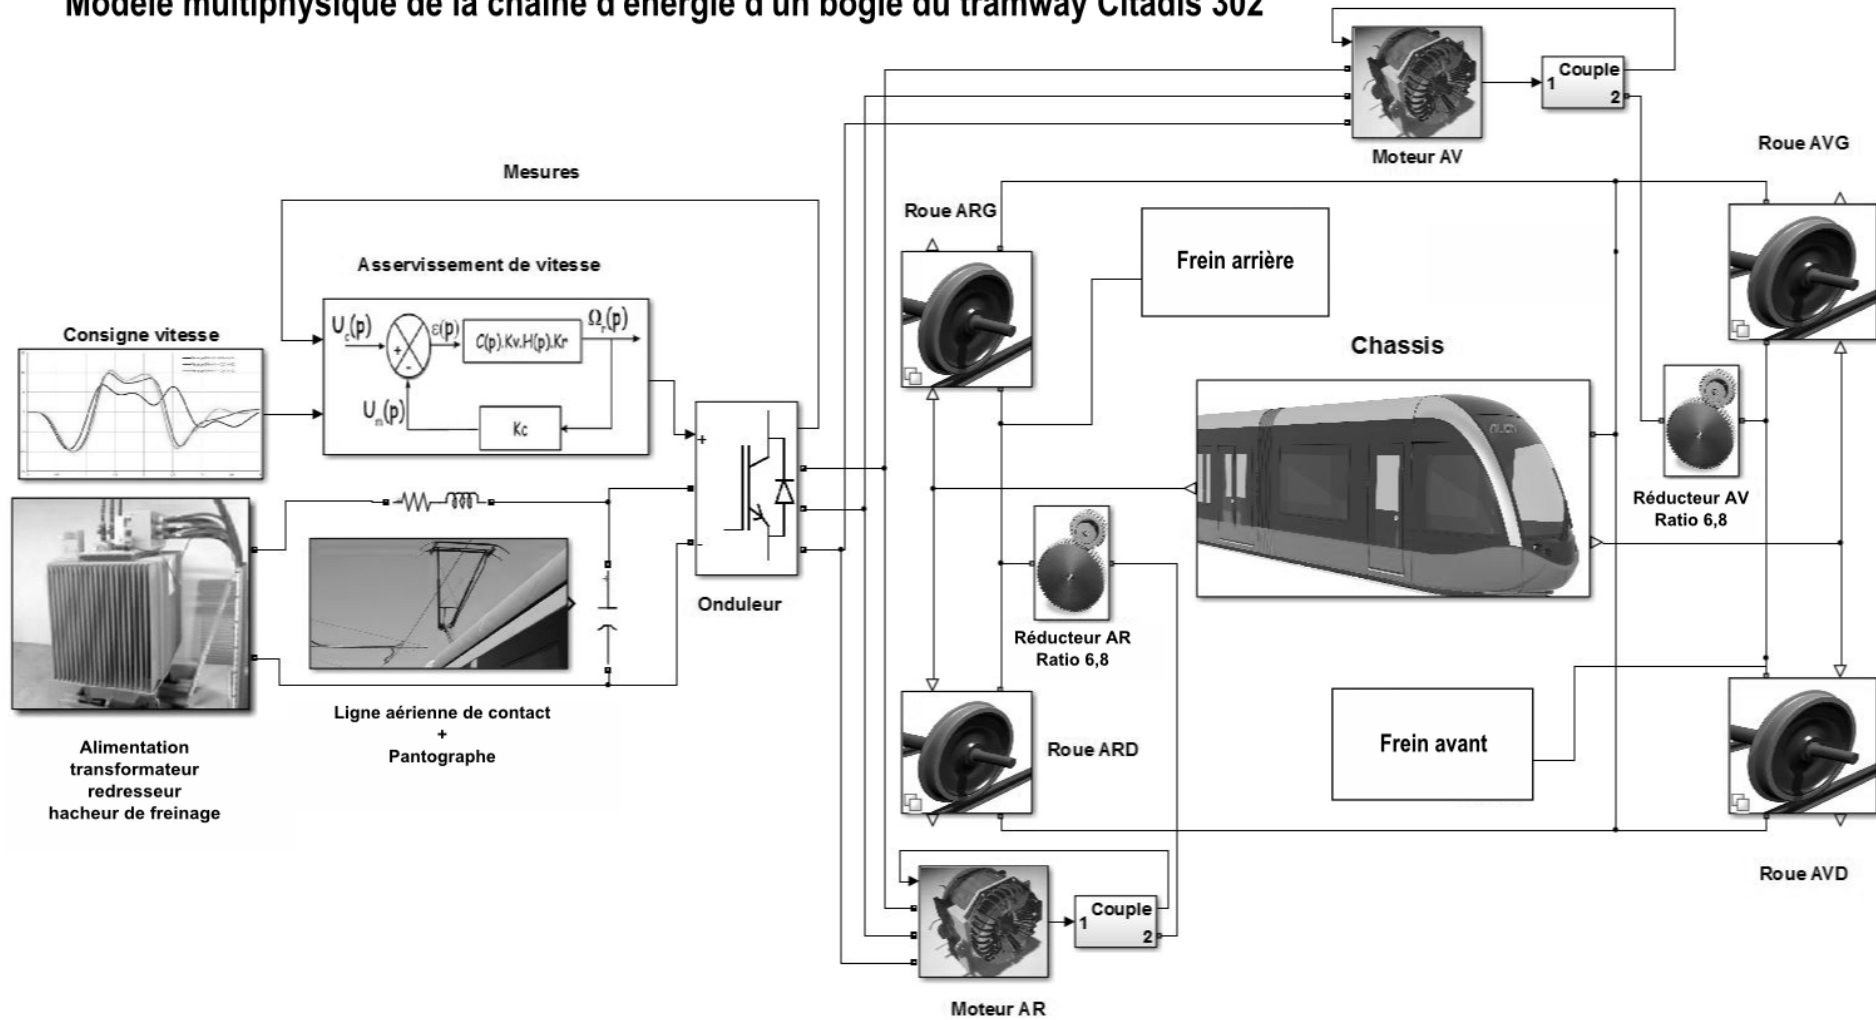 Modèle multiphysique de la chaîne d'énergie d'un bogie du tramway Citadis 302
Mesures
Asservissement de vitesse
Uc(p)
+
-
ε(p)
C(p).Kv.H(p).Kr
Ωr(p)
Um(p)
Kc
Consigne vitesse
Alimentation
transformateur
redresseur
hacheur de freinage
Ligne aérienne de contact
+
Pantographe
+
-
Onduleur
Moteur AV
Couple
1
2
Roue AVG
Roue ARG
Frein arrière
Chassis
Réducteur AV
Ratio 6,8
Réducteur AR
Ratio 6,8
Roue ARD
Frein avant
Roue AVD
Couple
1
2
Moteur AR